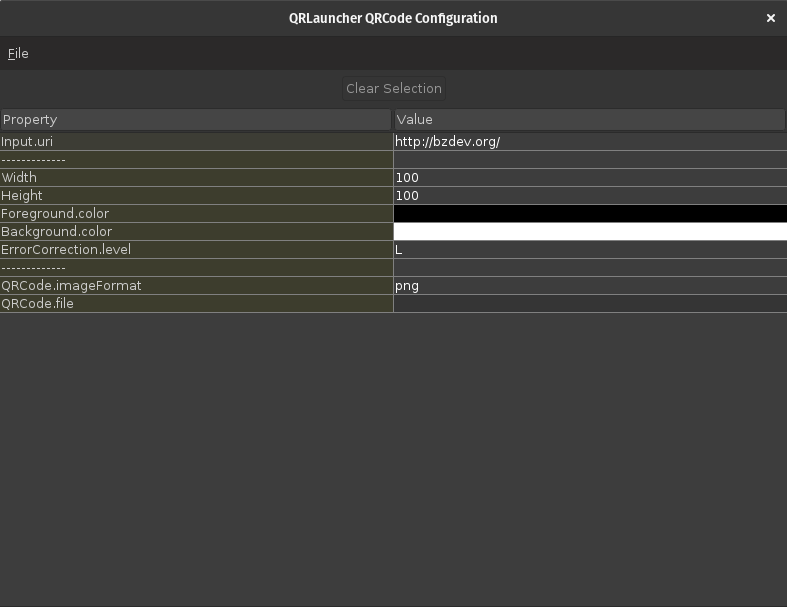 QRLauncher QRCode Configuration ×
File
Clear Selection
Property Value
Input.uri http://bzdev.org/
-------------
Width 100
Height 100
Foreground.color
Background.color
ErrorCorrection.level L
-------------
QRCode.imageFormat png
QRCode.file